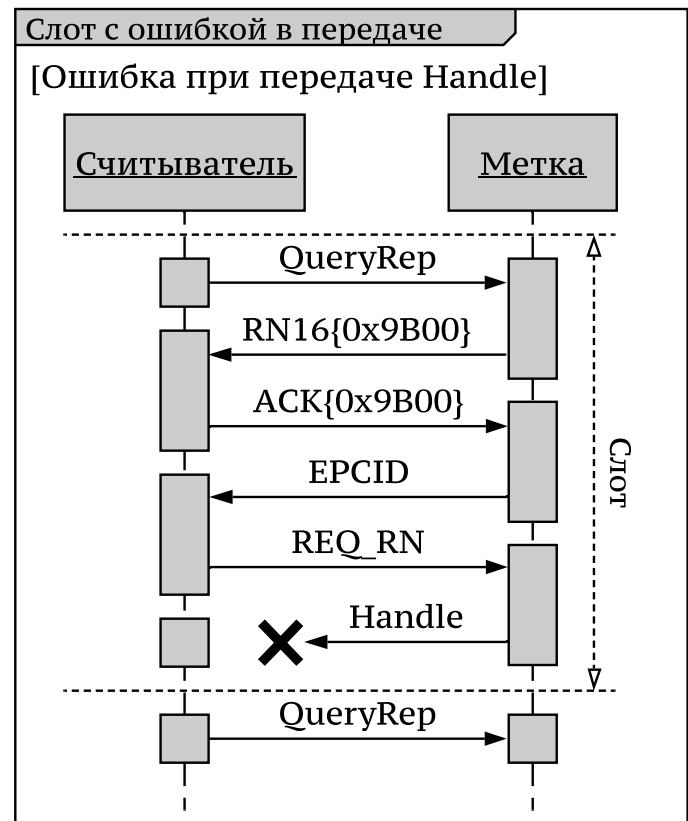 Слот с ошибкой в передаче
[Ошибка при передаче Handle]
Считыватель
Метка
QueryRep
RN16{0x9B00}
ACK{0x9B00}
EPCID
REQ_RN
Handle
Слот
QueryRep